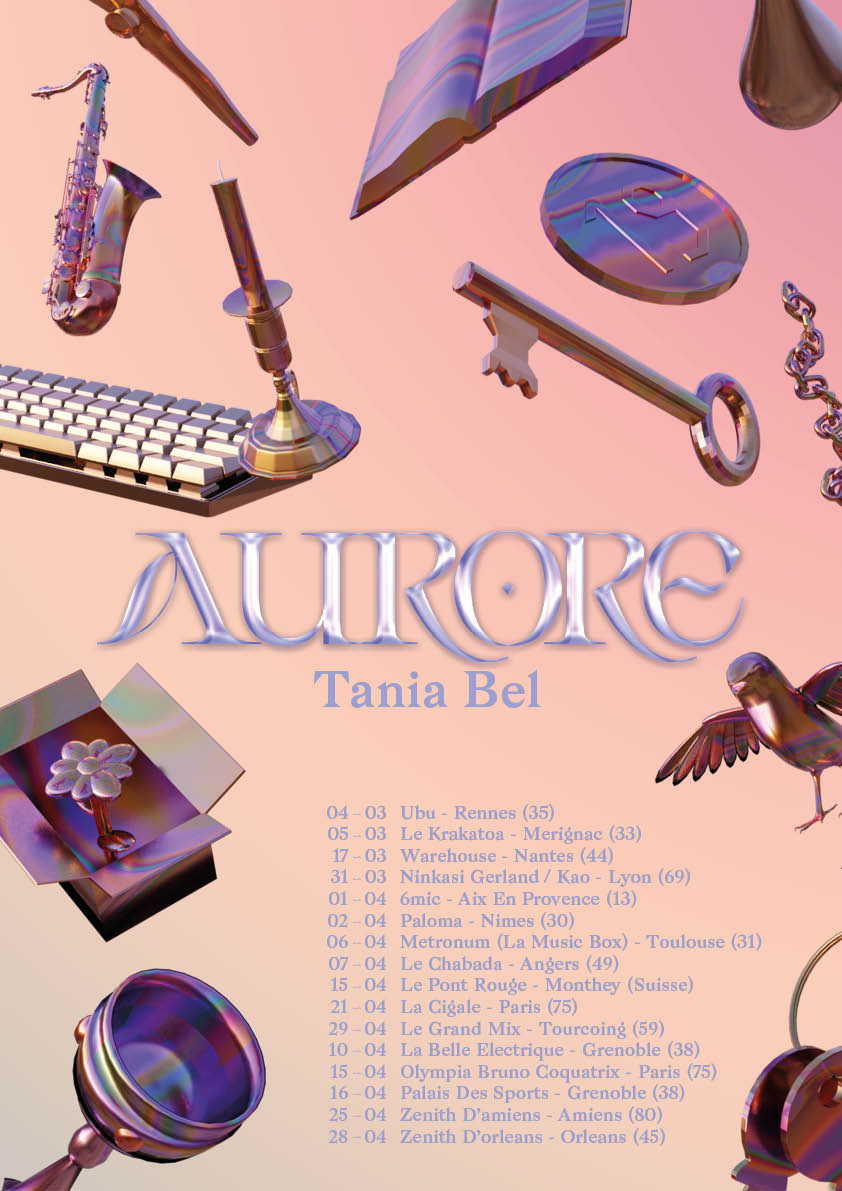 AURORE
Tania Bel
04 – 03 Ubu - Rennes (35)
05 – 03 Le Krakatoa - Merignac (33)
17 – 03 Warehouse - Nantes (44)
31 – 03 Ninkasi Gerland / Kao - Lyon (69)
01 – 04 6mic - Aix En Provence (13)
02 – 04 Paloma - Nimes (30)
06 – 04 Metronum (La Music Box) - Toulouse (31)
07 – 04 Le Chabada - Angers (49)
15 – 04 Le Pont Rouge - Monthey (Suisse)
21 – 04 La Cigale - Paris (75)
29 – 04 Le Grand Mix - Tourcoing (59)
10 – 04 La Belle Electrique - Grenoble (38)
15 – 04 Olympia Bruno Coquatrix - Paris (75)
16 – 04 Palais Des Sports - Grenoble (38)
25 – 04 Zenith D'amiens - Amiens (80)
28 – 04 Zenith D'orleans - Orleans (45)